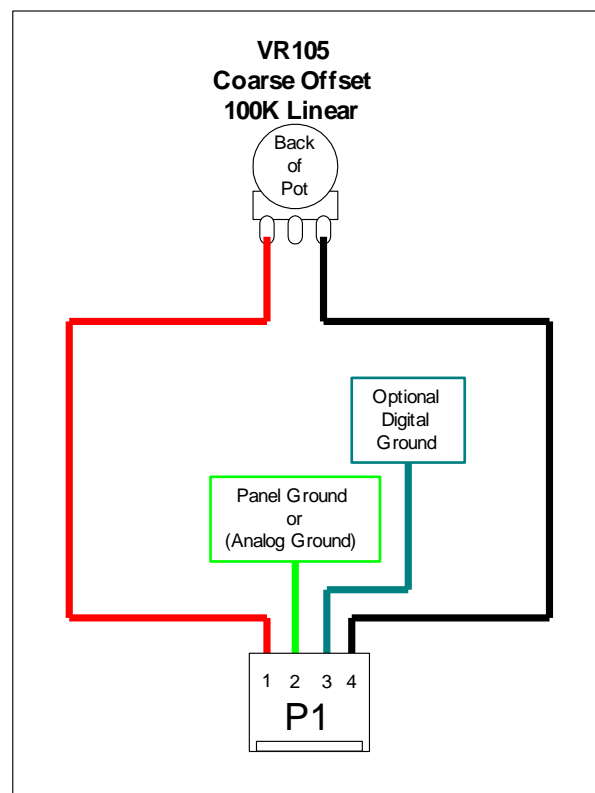 VR105
Coarse Offset
100K Linear
Back
of
Pot
Optional
Digital
Ground
Panel Ground
or
(Analog Ground)
1 2 3 4
P1